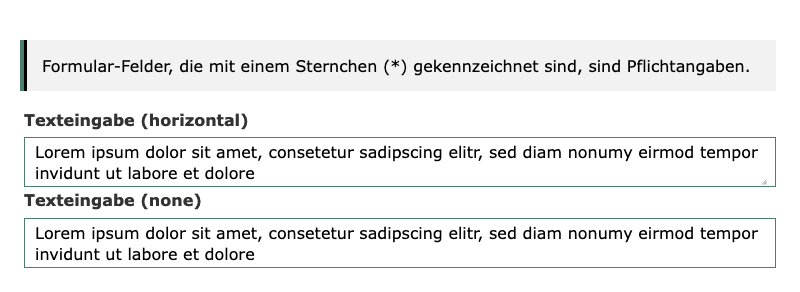 Formular-Felder, die mit einem Sternchen (*) gekennzeichnet sind, sind Pflichtangaben.
Texteingabe (horizontal)
Lorem ipsum dolor sit amet, consetetur sadipscing elitr, sed diam nonumy eirmod tempor
invidunt ut labore et dolore
Texteingabe (none)
Lorem ipsum dolor sit amet, consetetur sadipscing elitr, sed diam nonumy eirmod tempor
invidunt ut labore et dolore